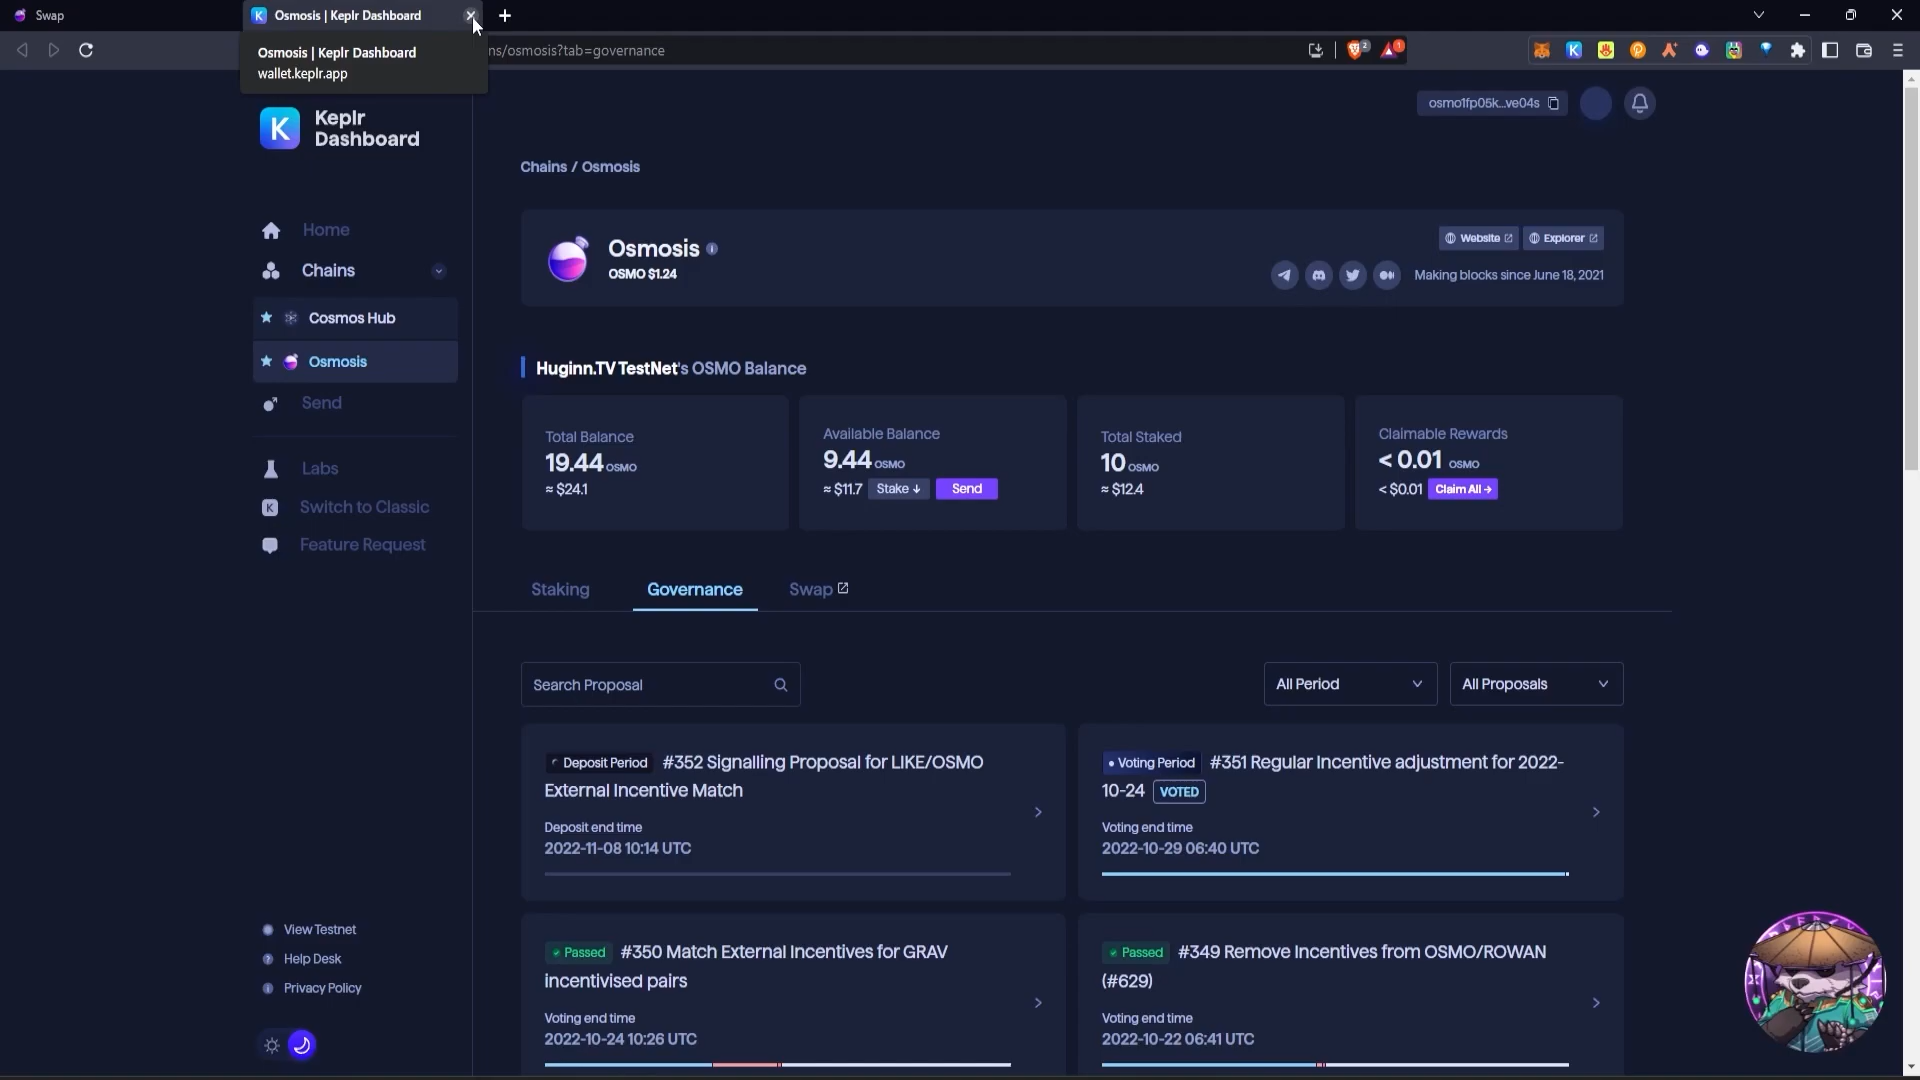 Swap
Osmosis | Keplr Dashboard
ns/osmosis?tab=governance
2
1
Osmosis | Keplr Dashboard
wallet.keplr.app
Keplr
Dashboard
osmo1fp05k...ve04s
Chains / Osmosis
Home
Chains
Cosmos Hub
Osmosis
Send
Labs
Switch to Classic
Feature Request
View Testnet
Help Desk
Privacy Policy
Osmosis
OSMO $1.24
Website
Explorer
Making blocks since June 18, 2021
Huginn.TV TestNet's OSMO Balance
Total Balance
19.44 OSMO
≈ $24.1
Available Balance
9.44 OSMO
≈ $11.7 Stake ↓ Send
Total Staked
10 OSMO
≈ $12.4
Claimable Rewards
< 0.01 OSMO
< $0.01 Claim All →
Staking
Governance
Swap
Search Proposal
All Period
All Proposals
Deposit Period #352 Signalling Proposal for LIKE/OSMO
External Incentive Match
Deposit end time
2022-11-08 10:14 UTC
Voting Period #351 Regular Incentive adjustment for 2022-
10-24 VOTED
Voting end time
2022-10-29 06:40 UTC
Passed #350 Match External Incentives for GRAV
incentivised pairs
Voting end time
2022-10-24 10:26 UTC
Passed #349 Remove Incentives from OSMO/ROWAN
(#629)
Voting end time
2022-10-22 06:41 UTC